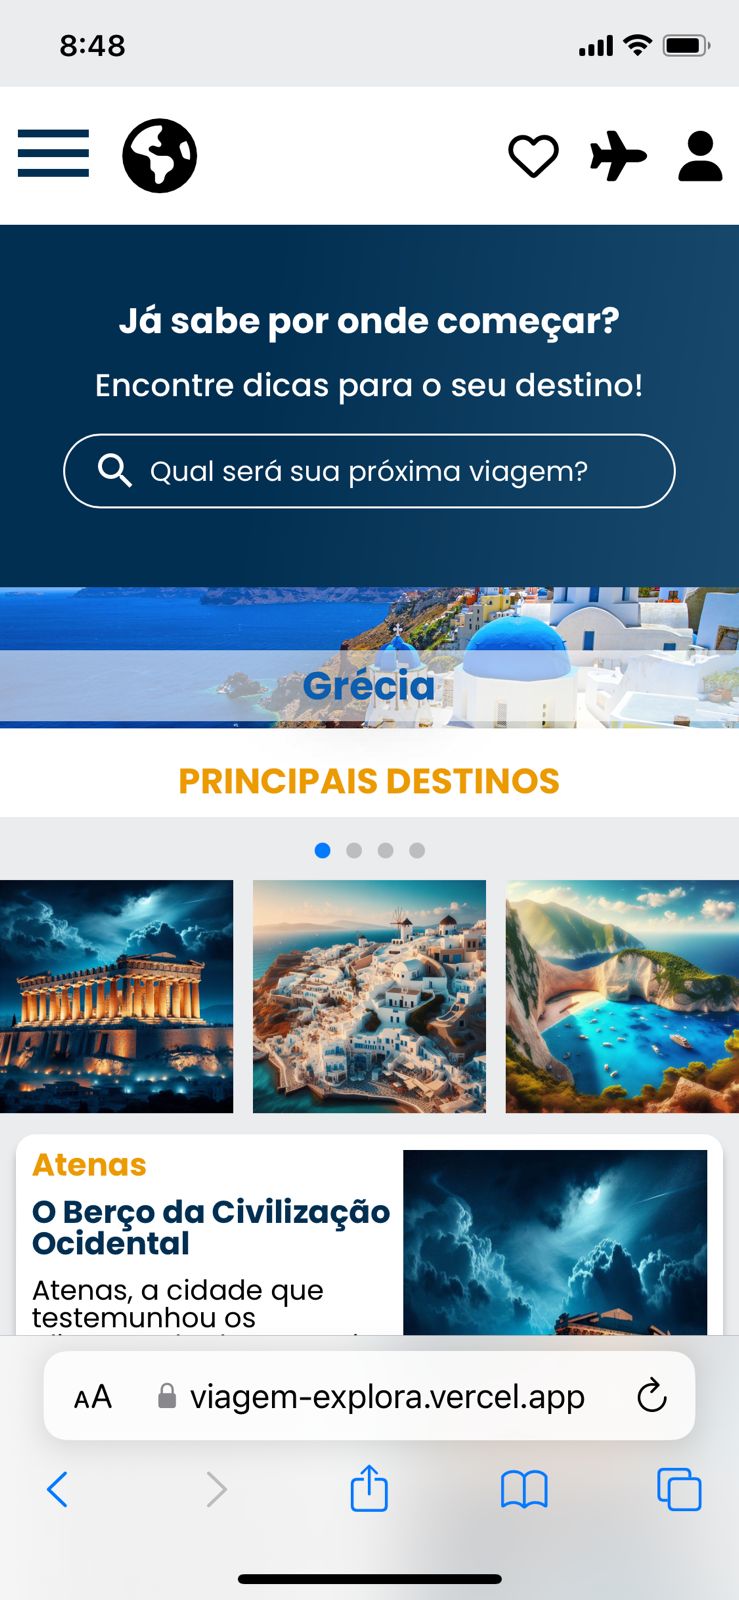 8:48
Já sabe por onde começar?
Encontre dicas para o seu destino!
Qual será sua próxima viagem?
Grécia
PRINCIPAIS DESTINOS
Atenas
O Berço da Civilização
Ocidental
Atenas, a cidade que
testemunhou os
AA viagem-explora.vercel.app